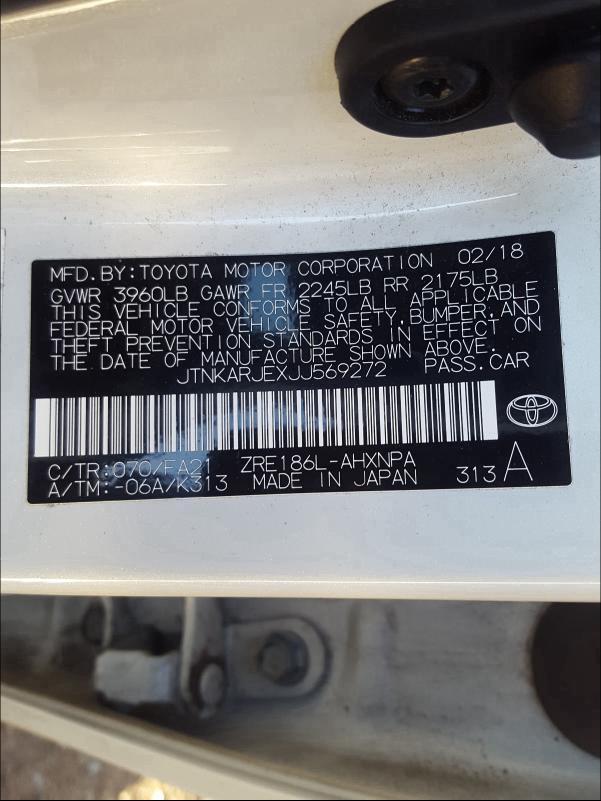 MFD.BY:TOYOTA MOTOR CORPORATION 02/18
GVWR 3960LB GAWR FR 2245LB RR 2175LB
THIS VEHICLE CONFORMS TO ALL APPLICABLE
FEDERAL MOTOR VEHICLE SAFETY,BUMPER,AND
THEFT PREVENTION STANDARDS IN EFFECT ON
THE DATE OF MANUFACTURE SHOWN ABOVE.
JTNKARJEXJJ569272 PASS.CAR
C/TR:070/FA21 ZRE186L-AHXNPA
A/TM:-06A/K313 MADE IN JAPAN 313 A